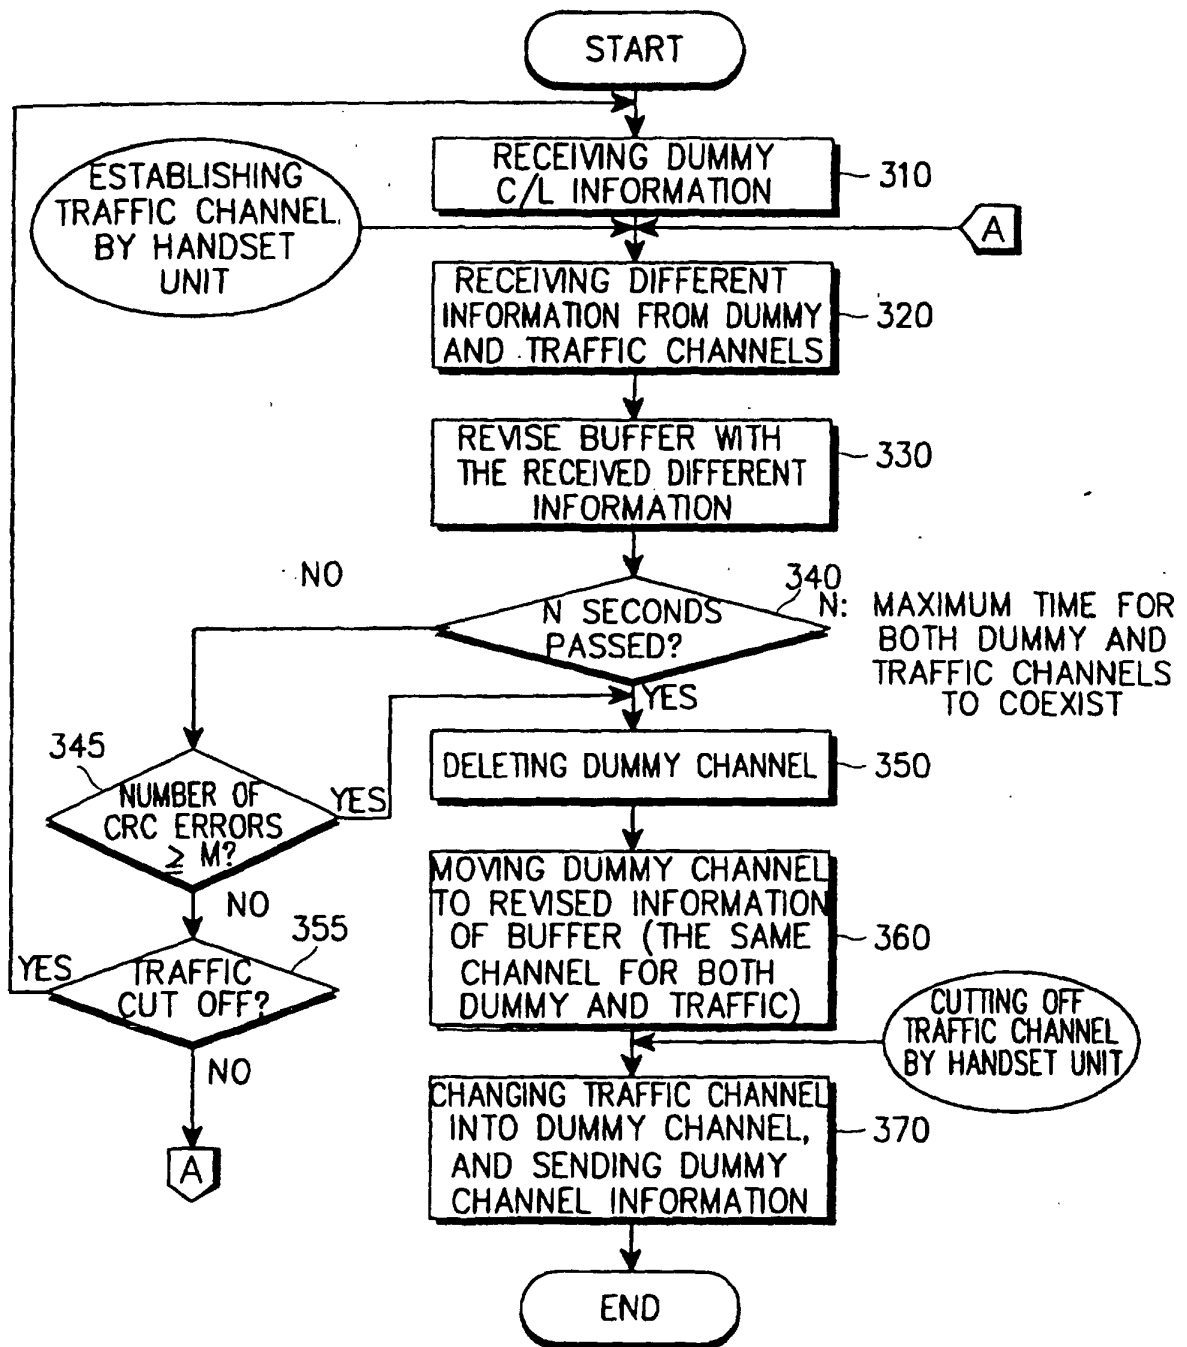 START
RECEIVING DUMMY
C/L INFORMATION
310
ESTABLISHING
TRAFFIC CHANNEL
BY HANDSET
UNIT
A
RECEIVING DIFFERENT
INFORMATION FROM DUMMY
AND TRAFFIC CHANNELS
320
REVISE BUFFER WITH
THE RECEIVED DIFFERENT
INFORMATION
330
NO
N SECONDS
PASSED?
340
N: MAXIMUM TIME FOR
BOTH DUMMY AND
TRAFFIC CHANNELS
TO COEXIST
YES
345
NUMBER OF
CRC ERRORS
≧ M?
YES
DELETING DUMMY CHANNEL
350
NO
MOVING DUMMY CHANNEL
TO REVISED INFORMATION
OF BUFFER (THE SAME
CHANNEL FOR BOTH
DUMMY AND TRAFFIC)
360
355
YES
TRAFFIC
CUT OFF?
NO
CUTTING OFF
TRAFFIC CHANNEL
BY HANDSET UNIT
CHANGING TRAFFIC CHANNEL
INTO DUMMY CHANNEL,
AND SENDING DUMMY
CHANNEL INFORMATION
370
A
END